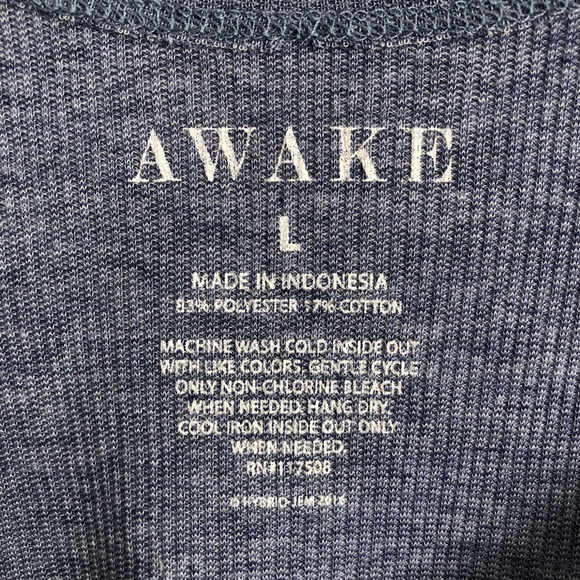 AWAKE
L
MADE IN INDONESIA
83% POLYESTER 17% COTTON
MACHINE WASH COLD INSIDE OUT
WITH LIKE COLORS, GENTLE CYCLE
ONLY NON-CHLORINE BLEACH
WHEN NEEDED. HANG DRY.
COOL IRON INSIDE OUT ONLY
WHEN NEEDED.
RN#117508
© HYBRID-JEM 2016